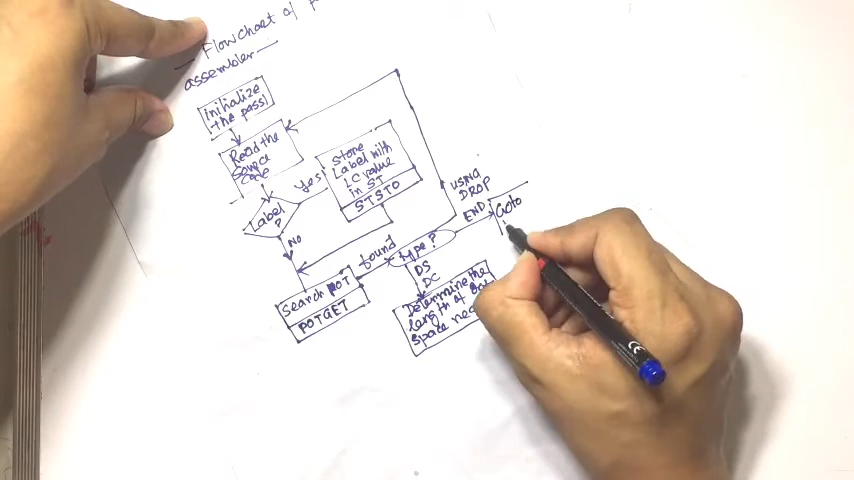 Flowchart of
assembler
initialize
the pass1
Read the
Source
Code
Label
?
Yes
NO
Store
Label with
LC value
in ST
STSTO
Search POT
POTGET
found
type?
USING
DROP
END
Goto
DS
DC
Determine the
length of
space